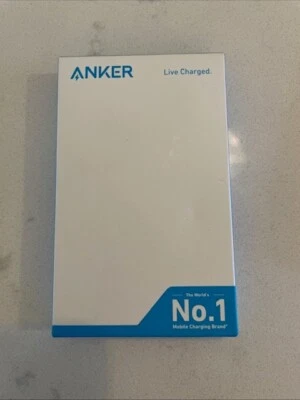 ANKER
Live Charged.
The World's
No.1
Mobile Charging Brand*